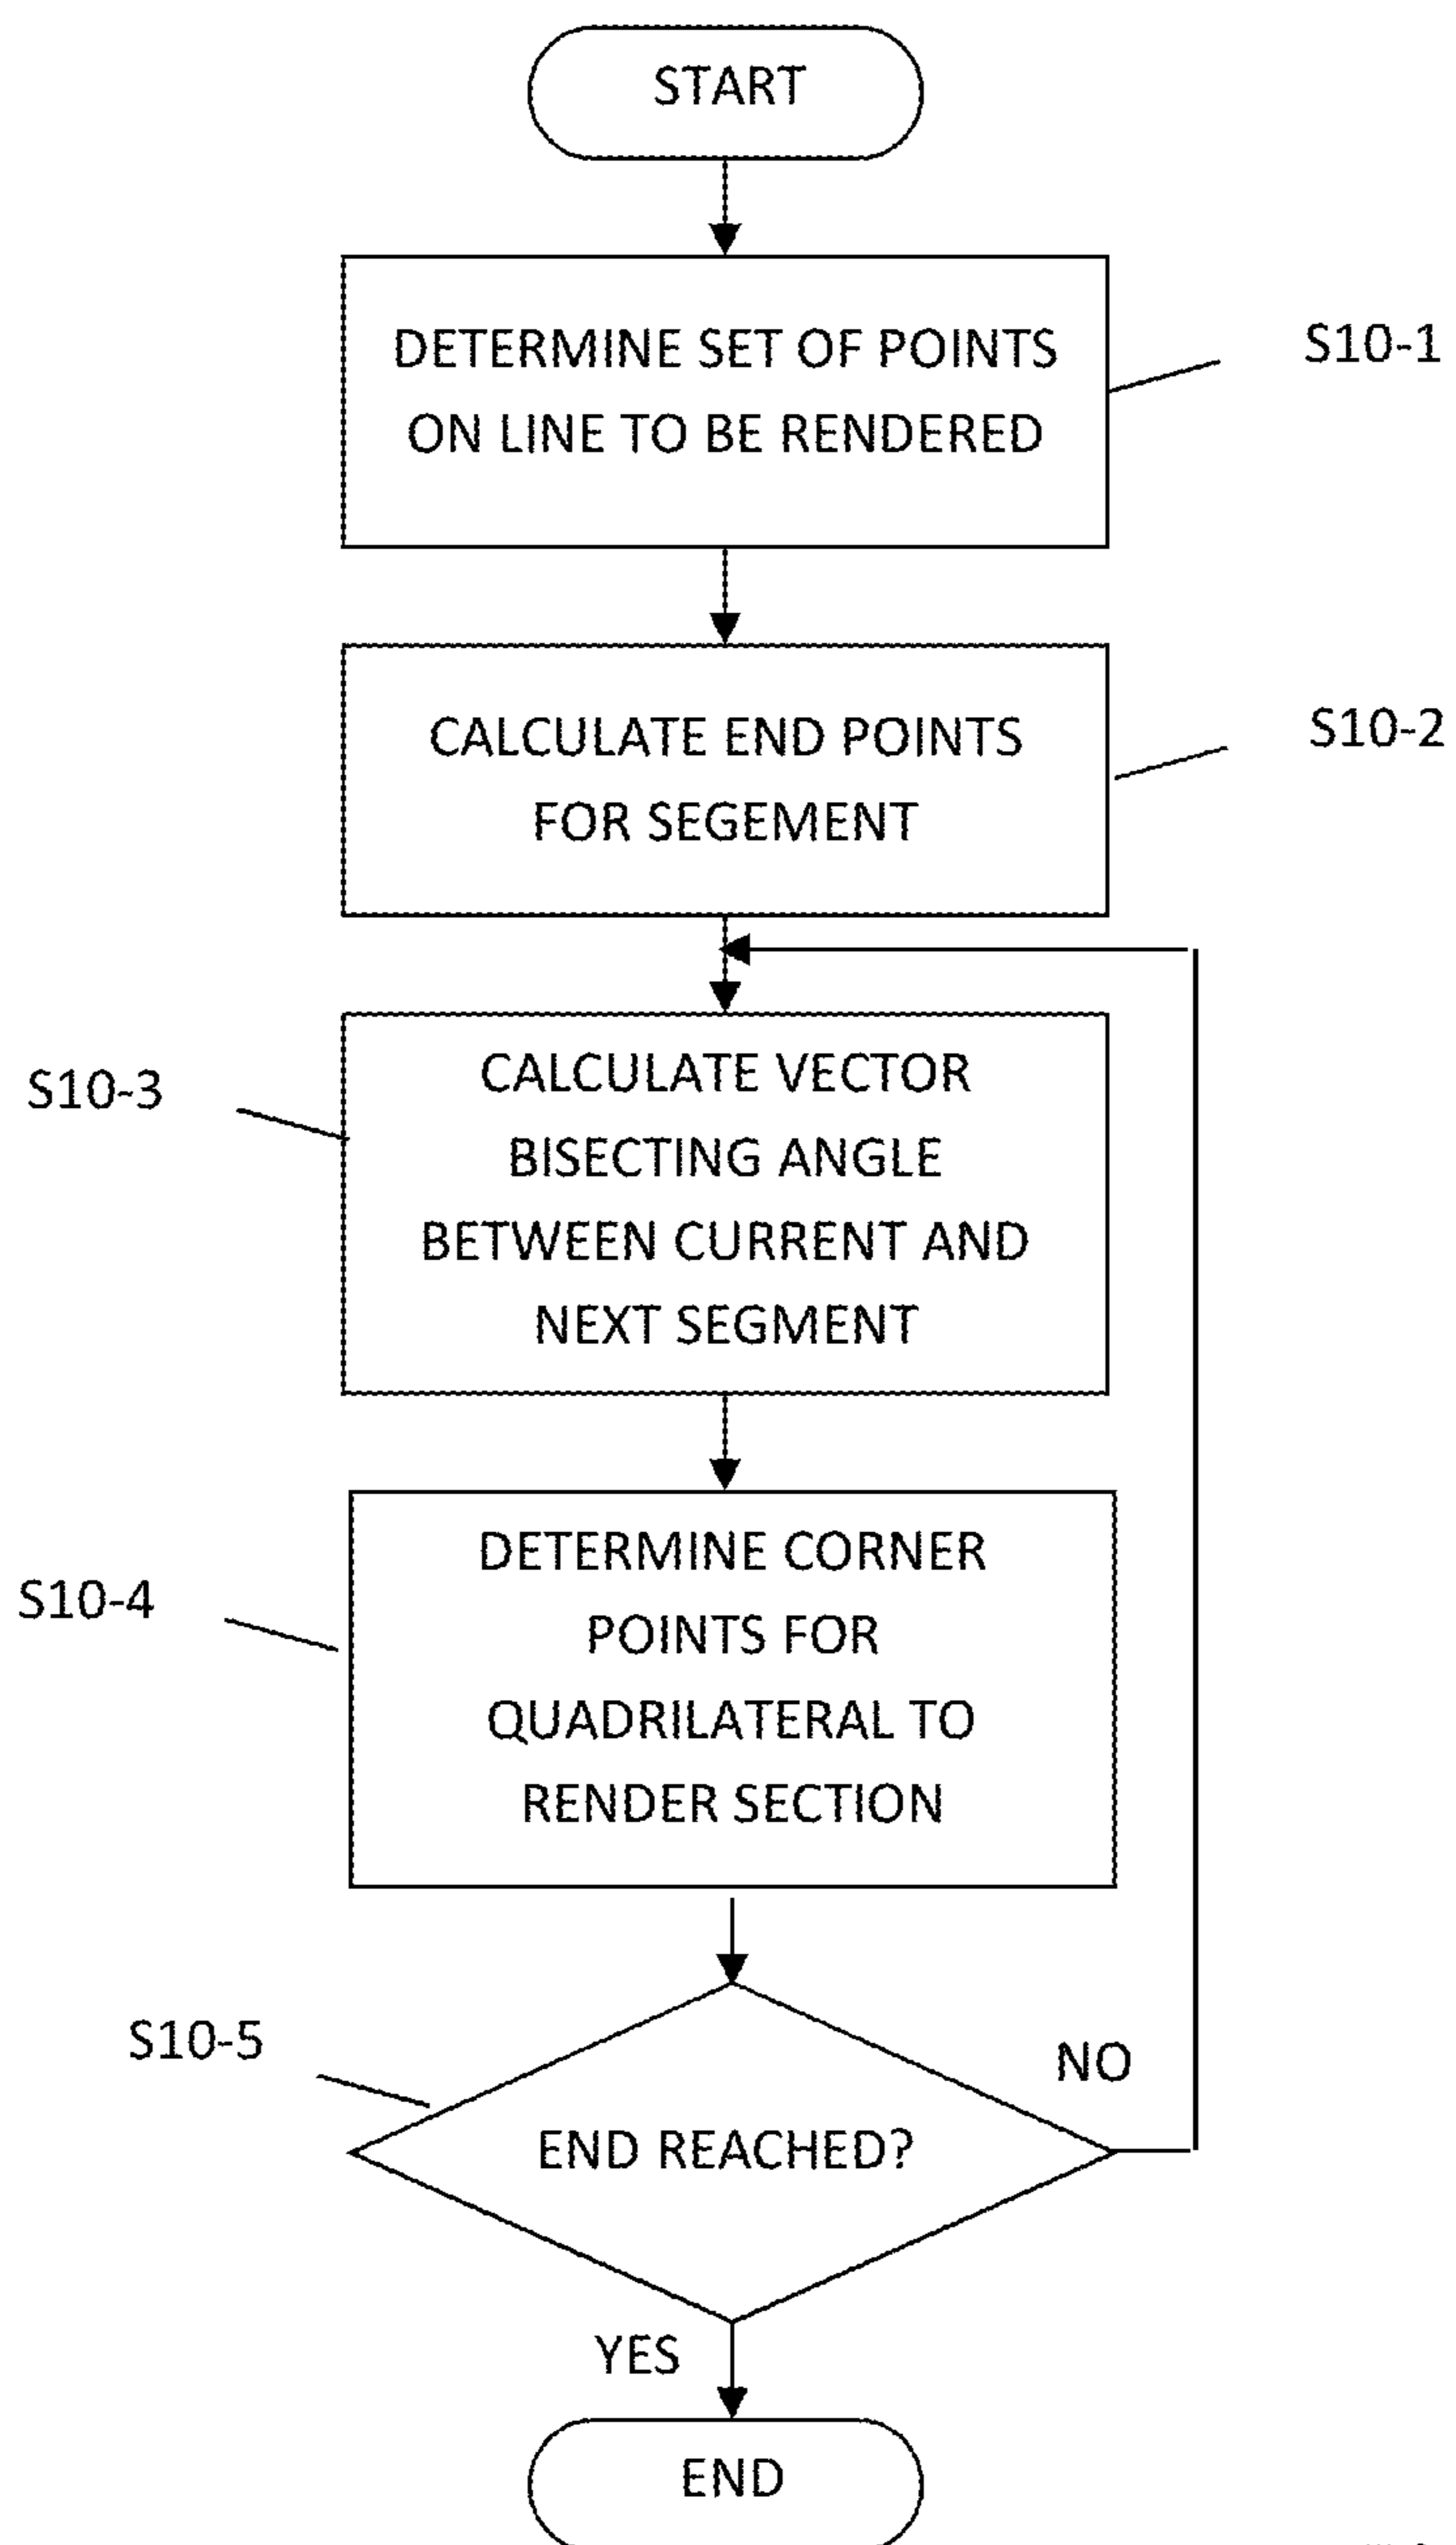 START
DETERMINE SET OF POINTS
ON LINE TO BE RENDERED
S10-1
CALCULATE END POINTS
FOR SEGEMENT
S10-2
S10-3
CALCULATE VECTOR
BISECTING ANGLE
BETWEEN CURRENT AND
NEXT SEGMENT
S10-4
DETERMINE CORNER
POINTS FOR
QUADRILATERAL TO
RENDER SECTION
S10-5
END REACHED?
NO
YES
END